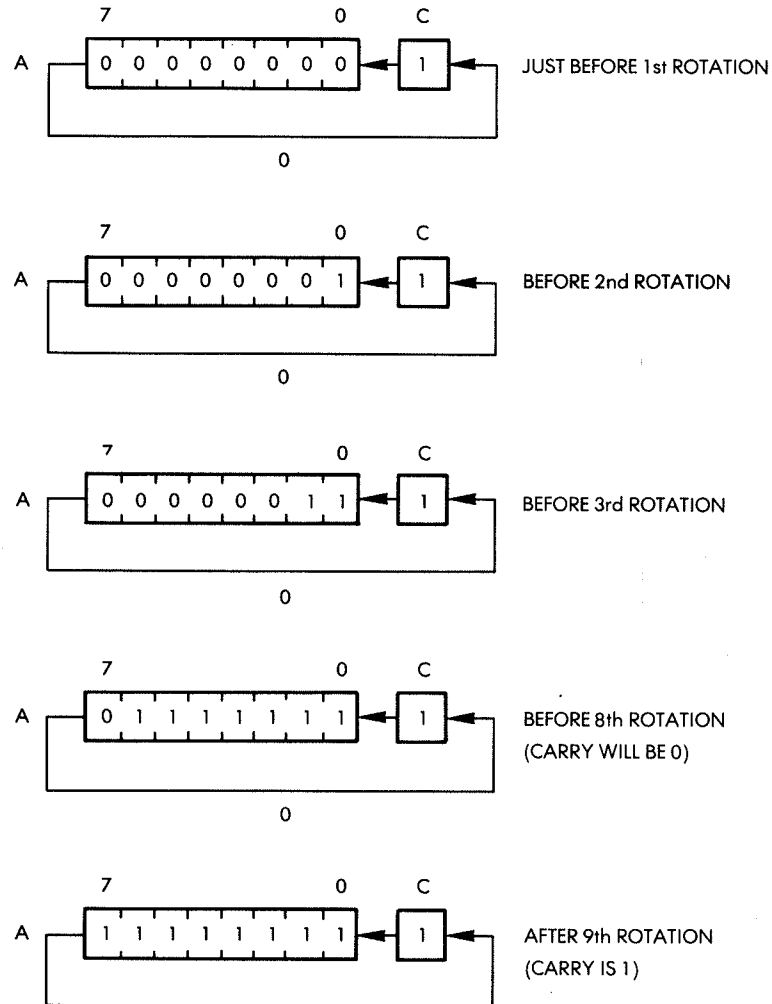 7 0 C
A 0 0 0 0 0 0 0 0 1 JUST BEFORE 1st ROTATION
0
7 0 C
A 0 0 0 0 0 0 0 1 1 BEFORE 2nd ROTATION
0
7 0 C
A 0 0 0 0 0 0 1 1 1 BEFORE 3rd ROTATION
0
7 0 C
A 0 1 1 1 1 1 1 1 1 BEFORE 8th ROTATION
(CARRY WILL BE 0)
0
7 0 C
A 1 1 1 1 1 1 1 1 1 AFTER 9th ROTATION
(CARRY IS 1)